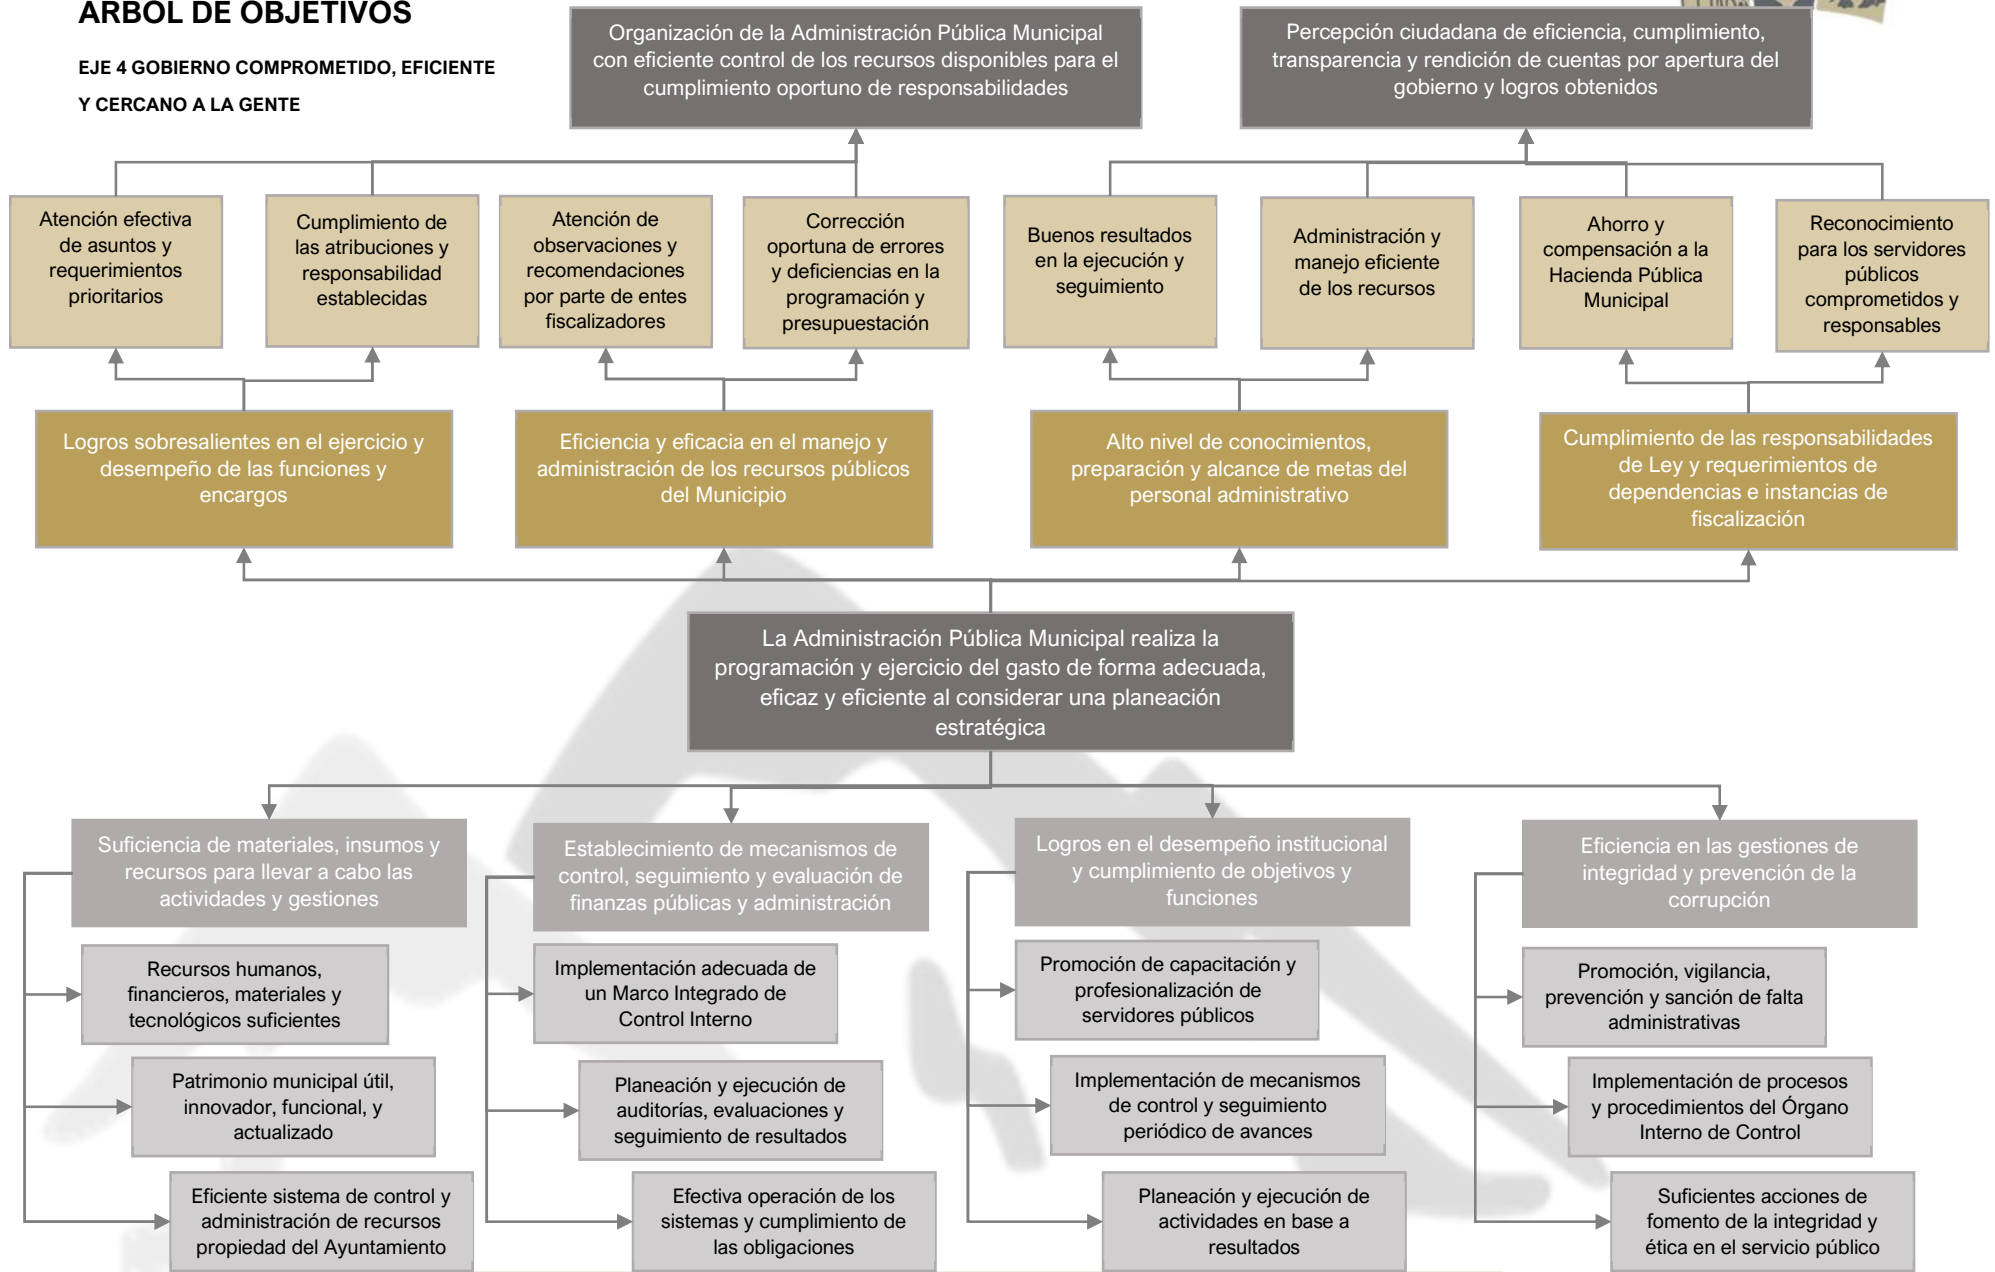 ÁRBOL DE OBJETIVOS
EJE 4 GOBIERNO COMPROMETIDO, EFICIENTE
Y CERCANO A LA GENTE
Organización de la Administración Pública Municipal
con eficiente control de los recursos disponibles para el
cumplimiento oportuno de responsabilidades
Percepción ciudadana de eficiencia, cumplimiento,
transparencia y rendición de cuentas por apertura del
gobierno y logros obtenidos
Atención efectiva
de asuntos y
requerimientos
prioritarios
Cumplimiento de
las atribuciones y
responsabilidad
establecidas
Atención de
observaciones y
recomendaciones
por parte de entes
fiscalizadores
Corrección
oportuna de errores
y deficiencias en la
programación y
presupuestación
Buenos resultados
en la ejecución y
seguimiento
Administración y
manejo eficiente
de los recursos
Ahorro y
compensación a la
Hacienda Pública
Municipal
Reconocimiento
para los servidores
públicos
comprometidos y
responsables
Logros sobresalientes en el ejercicio y
desempeño de las funciones y
encargos
Eficiencia y eficacia en el manejo y
administración de los recursos públicos
del Municipio
Alto nivel de conocimientos,
preparación y alcance de metas del
personal administrativo
Cumplimiento de las responsabilidades
de Ley y requerimientos de
dependencias e instancias de
fiscalización
La Administración Pública Municipal realiza la
programación y ejercicio del gasto de forma adecuada,
eficaz y eficiente al considerar una planeación
estratégica
Suficiencia de materiales, insumos y
recursos para llevar a cabo las
actividades y gestiones
Establecimiento de mecanismos de
control, seguimiento y evaluación de
finanzas públicas y administración
Logros en el desempeño institucional
y cumplimiento de objetivos y
funciones
Eficiencia en las gestiones de
integridad y prevención de la
corrupción
Recursos humanos,
financieros, materiales y
tecnológicos suficientes
Implementación adecuada de
un Marco Integrado de
Control Interno
Promoción de capacitación y
profesionalización de
servidores públicos
Promoción, vigilancia,
prevención y sanción de falta
administrativas
Patrimonio municipal útil,
innovador, funcional, y
actualizado
Planeación y ejecución de
auditorías, evaluaciones y
seguimiento de resultados
Implementación de mecanismos
de control y seguimiento
periódico de avances
Implementación de procesos
y procedimientos del Órgano
Interno de Control
Eficiente sistema de control y
administración de recursos
propiedad del Ayuntamiento
Efectiva operación de los
sistemas y cumplimiento de
las obligaciones
Planeación y ejecución de
actividades en base a
resultados
Suficientes acciones de
fomento de la integridad y
ética en el servicio público